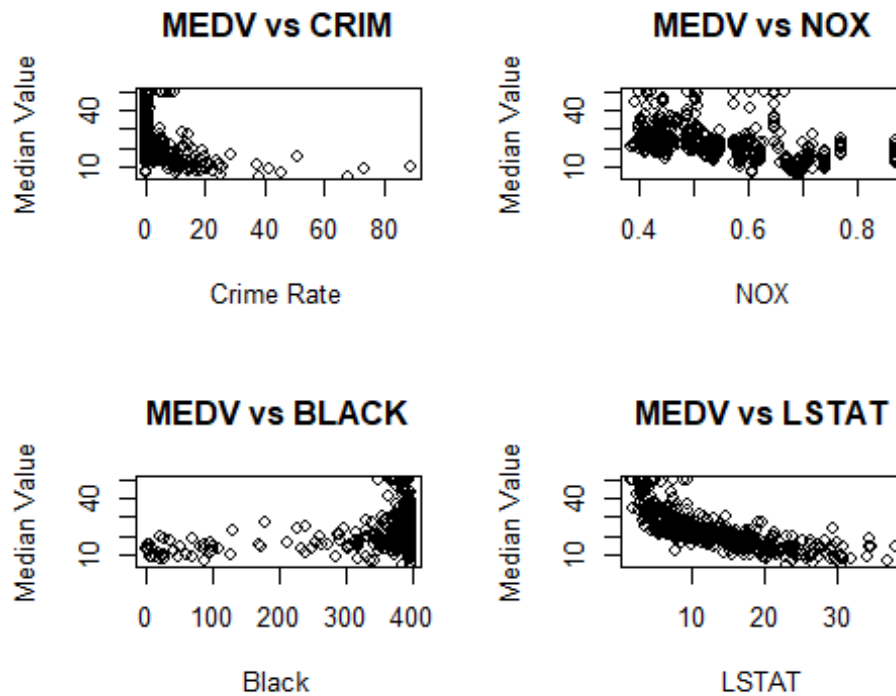 MEDV vs CRIM
Median Value
10 40
0 20 40 60 80
Crime Rate
MEDV vs NOX
Median Value
10 40
0.4 0.6 0.8
NOX
MEDV vs BLACK
Median Value
10 40
0 100 200 300 400
Black
MEDV vs LSTAT
Median Value
10 40
10 20 30
LSTAT